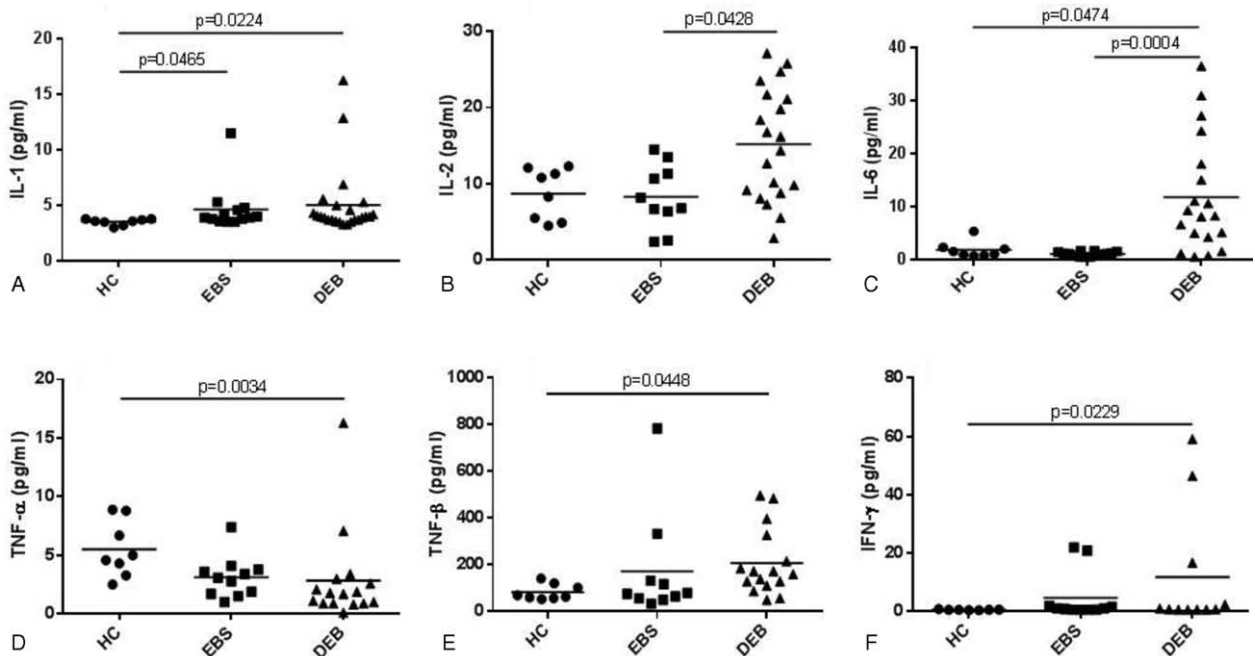 p=0.0224
p=0.0465
20
15
10
5
0
IL-1 (pg/ml)
HC
EBS
DEB
A
p=0.0428
30
20
10
0
IL-2 (pg/ml)
HC
EBS
DEB
B
p=0.0474
p=0.0004
40
30
20
10
0
IL-6 (pg/ml)
HC
EBS
DEB
C
p=0.0034
20
15
10
5
0
TNF-α (pg/ml)
HC
EBS
DEB
D
p=0.0448
1000
800
600
400
200
0
TNF-β (pg/ml)
HC
EBS
DEB
E
p=0.0229
80
60
40
20
0
IFN-γ (pg/ml)
HC
EBS
DEB
F